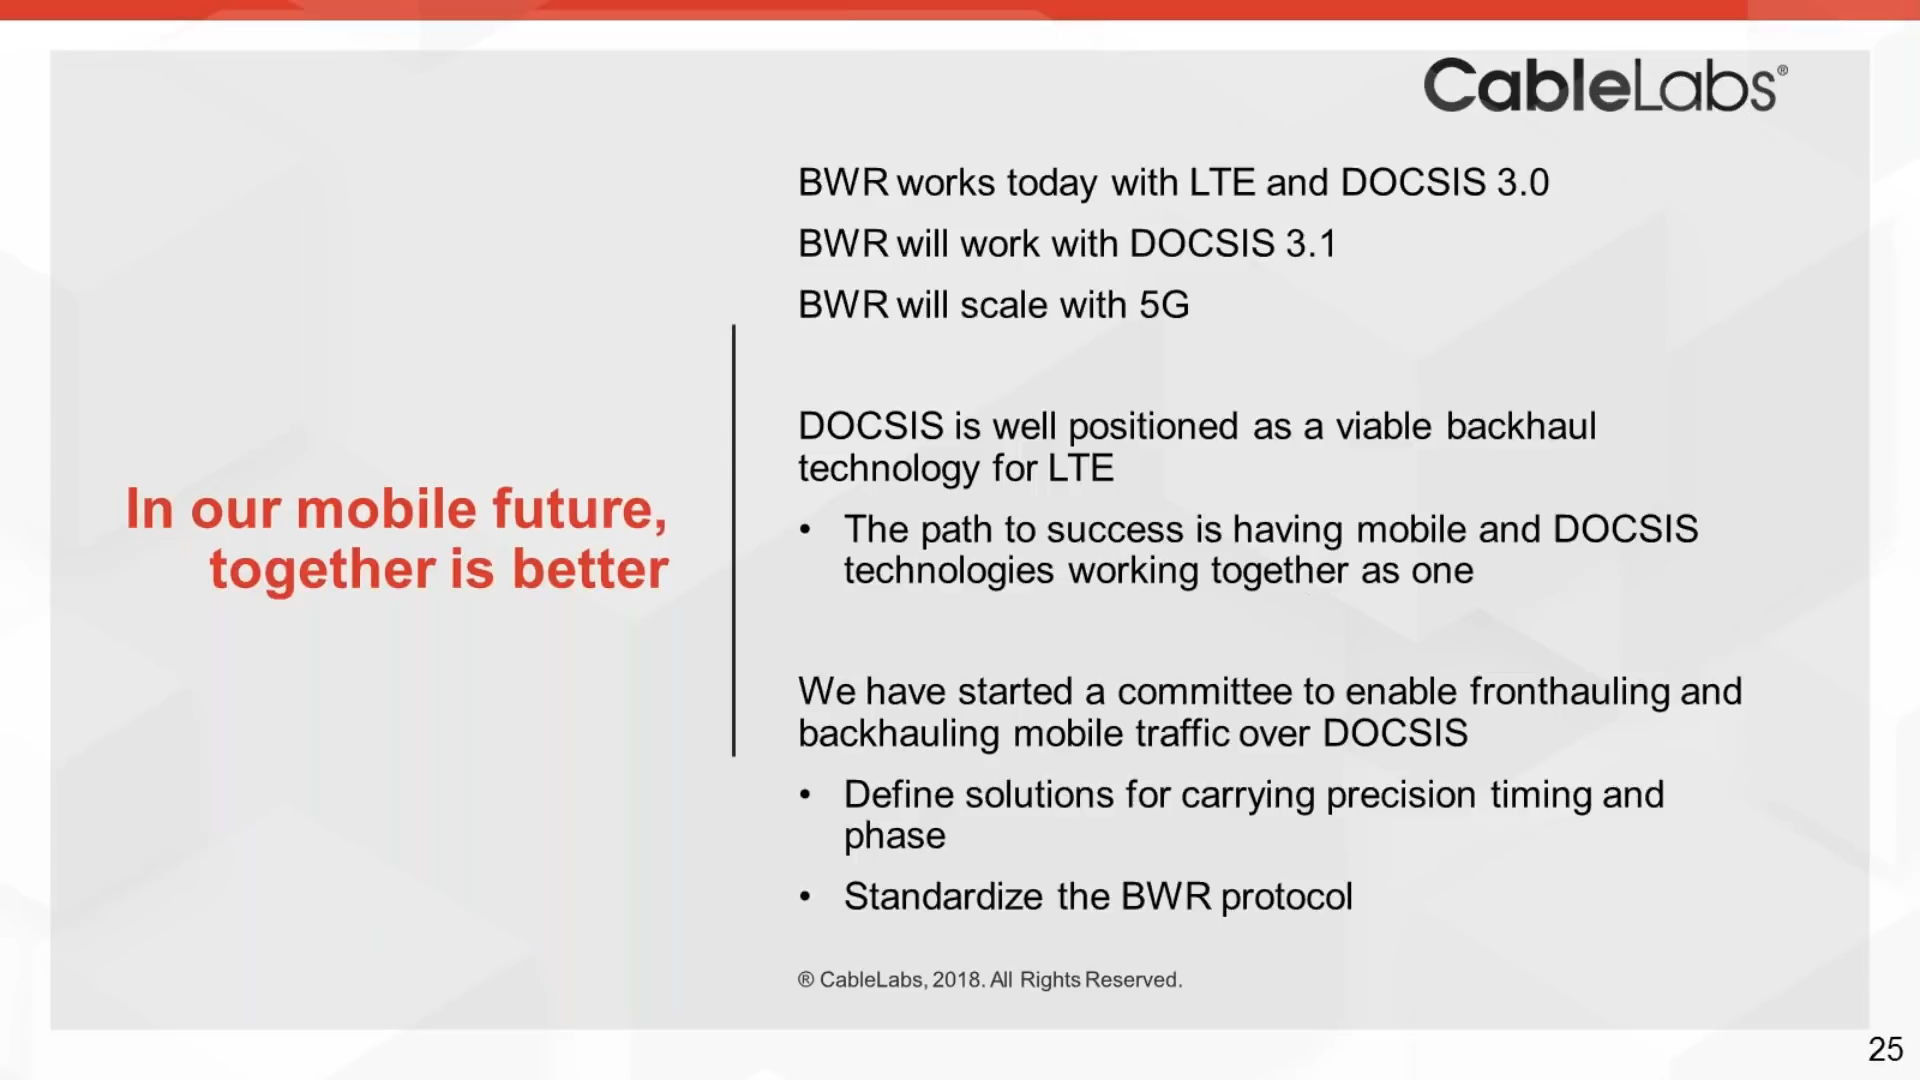 CableLabs®
In our mobile future,
together is better
BWR works today with LTE and DOCSIS 3.0
BWR will work with DOCSIS 3.1
BWR will scale with 5G
DOCSIS is well positioned as a viable backhaul
technology for LTE
• The path to success is having mobile and DOCSIS
technologies working together as one
We have started a committee to enable fronthauling and
backhauling mobile traffic over DOCSIS
• Define solutions for carrying precision timing and
phase
• Standardize the BWR protocol
® CableLabs, 2018. All Rights Reserved.
25